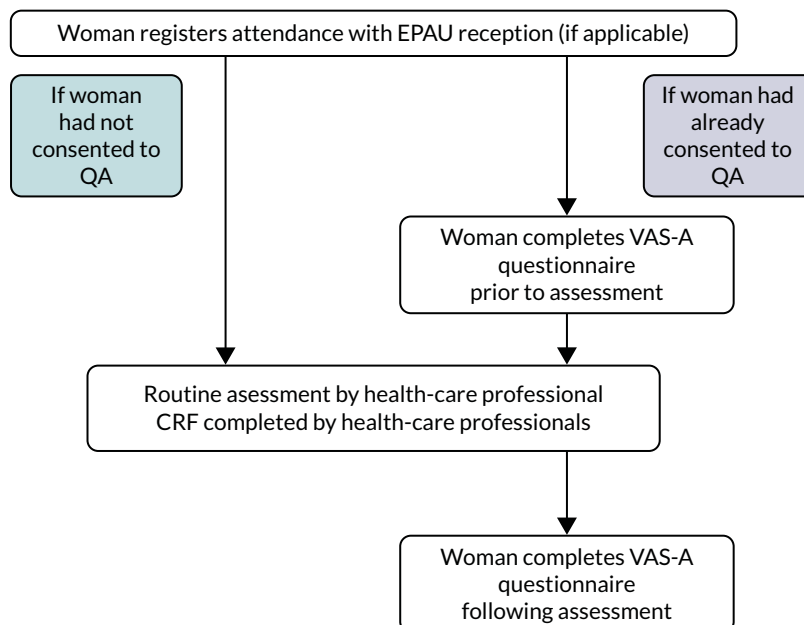 Woman registers attendance with EPAU reception (if applicable)
If woman
had not
consented to
QA
If woman had
already
consented to
QA
Woman completes VAS-A
questionnaire
prior to assessment
Routine asessment by health-care professional
CRF completed by health-care professionals
Woman completes VAS-A
questionnaire
following assessment